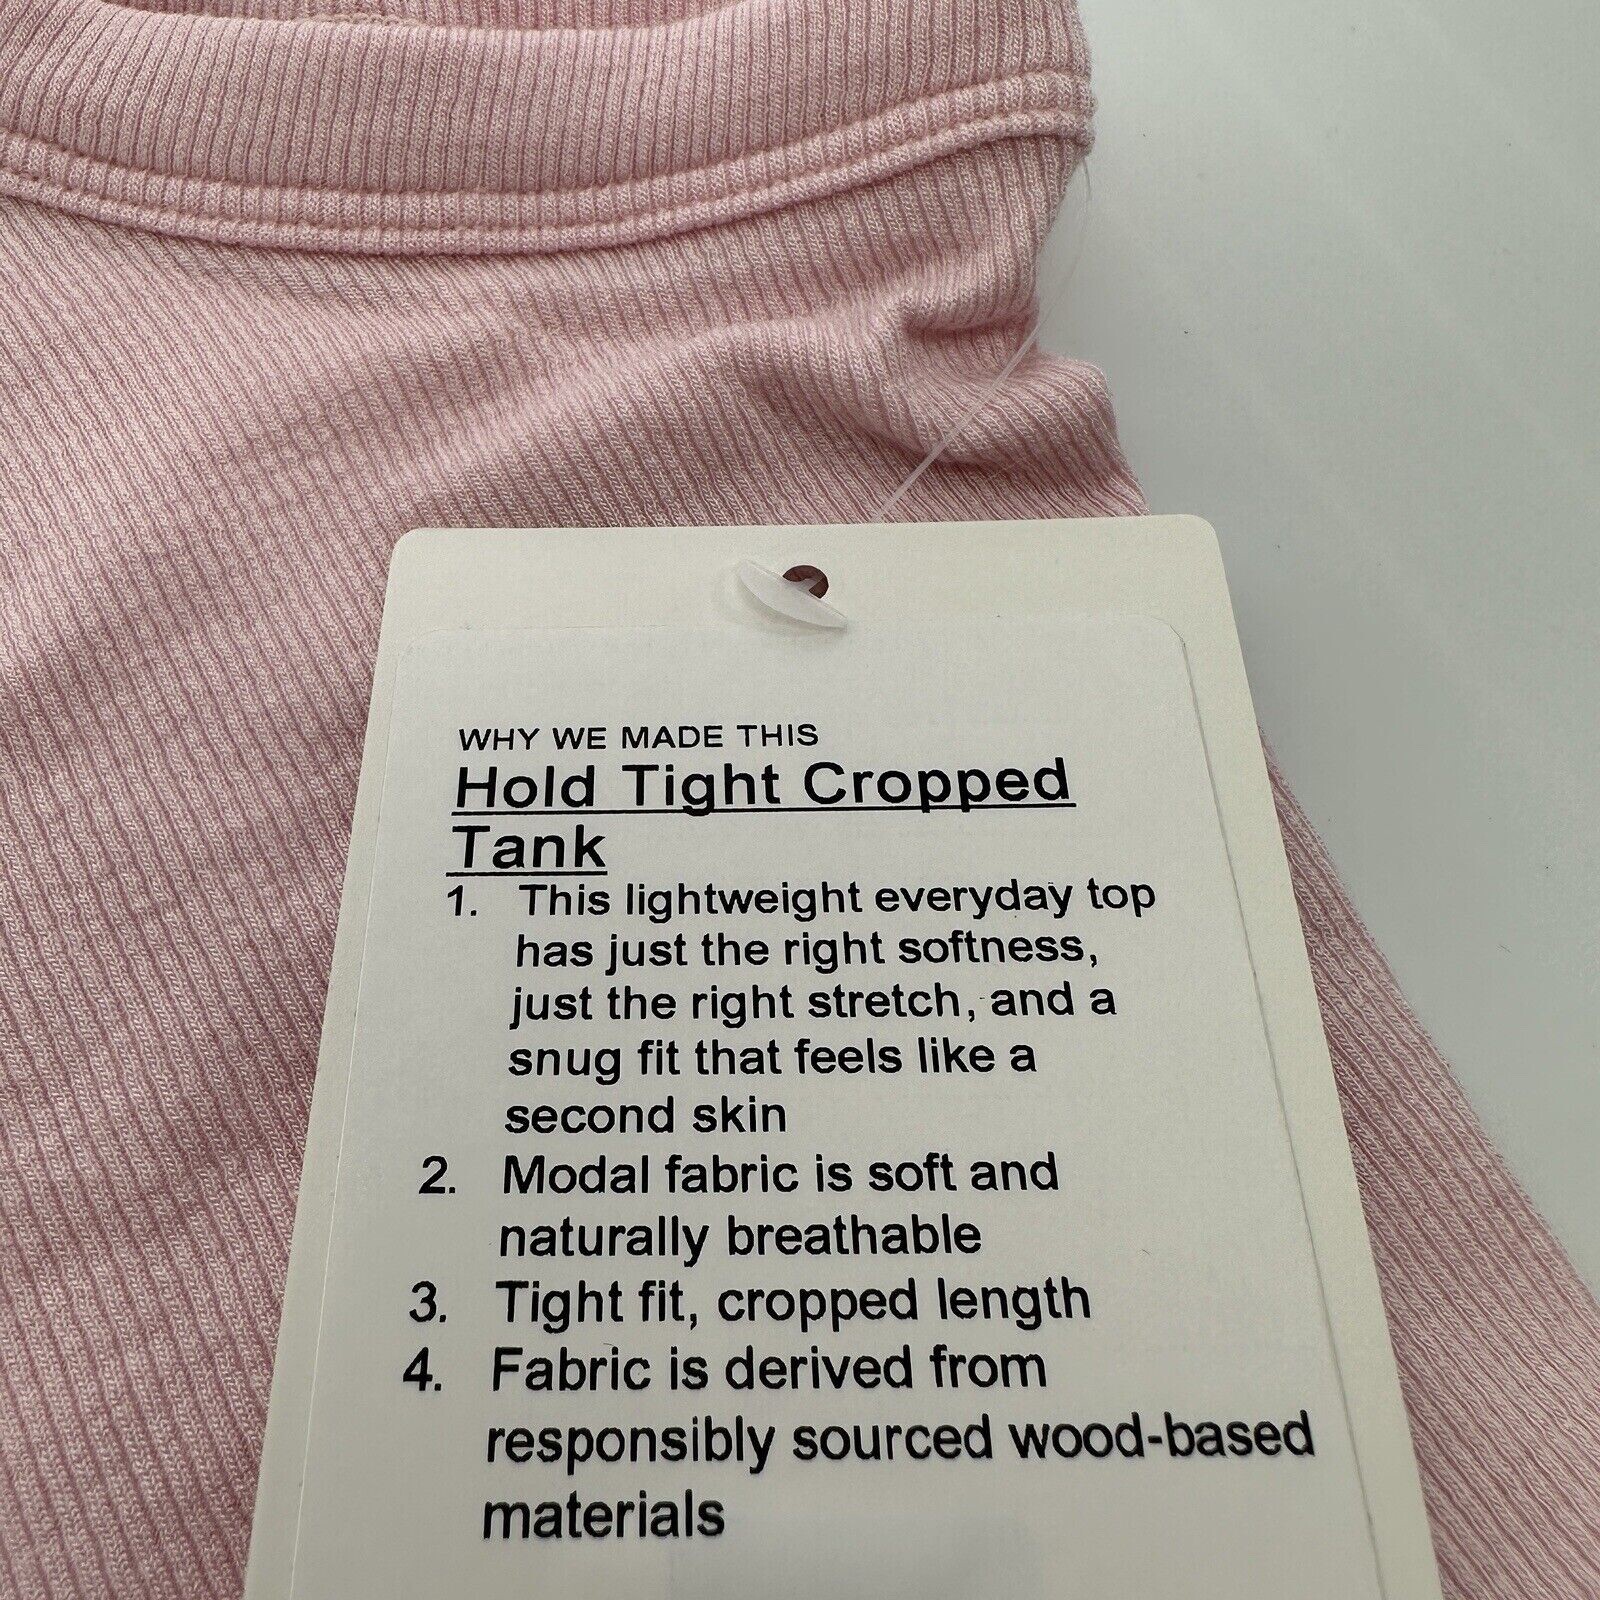 WHY WE MADE THIS
Hold Tight Cropped
Tank
1. This lightweight everyday top
has just the right softness,
just the right stretch, and a
snug fit that feels like a
second skin
2. Modal fabric is soft and
naturally breathable
3. Tight fit, cropped length
4. Fabric is derived from
responsibly sourced wood-based
materials